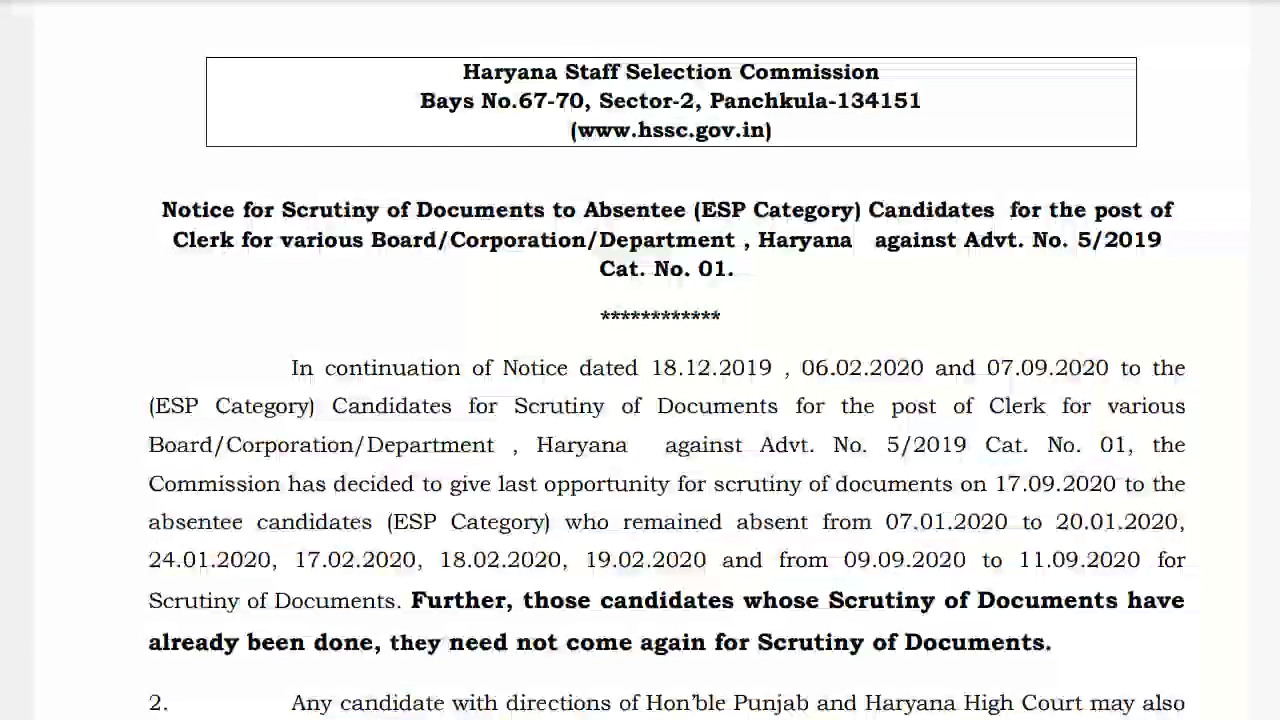 Haryana Staff Selection Commission
Bays No.67-70, Sector-2, Panchkula-134151
(www.hssc.gov.in)
Notice for Scrutiny of Documents to Absentee (ESP Category) Candidates for the post of
Clerk for various Board/Corporation/Department , Haryana against Advt. No. 5/2019
Cat. No. 01.
************
In continuation of Notice dated 18.12.2019 , 06.02.2020 and 07.09.2020 to the
(ESP Category) Candidates for Scrutiny of Documents for the post of Clerk for various
Board/Corporation/Department , Haryana against Advt. No. 5/2019 Cat. No. 01, the
Commission has decided to give last opportunity for scrutiny of documents on 17.09.2020 to the
absentee candidates (ESP Category) who remained absent from 07.01.2020 to 20.01.2020,
24.01.2020, 17.02.2020, 18.02.2020, 19.02.2020 and from 09.09.2020 to 11.09.2020 for
Scrutiny of Documents. Further, those candidates whose Scrutiny of Documents have
already been done, they need not come again for Scrutiny of Documents.
2. Any candidate with directions of Hon'ble Punjab and Haryana High Court may also